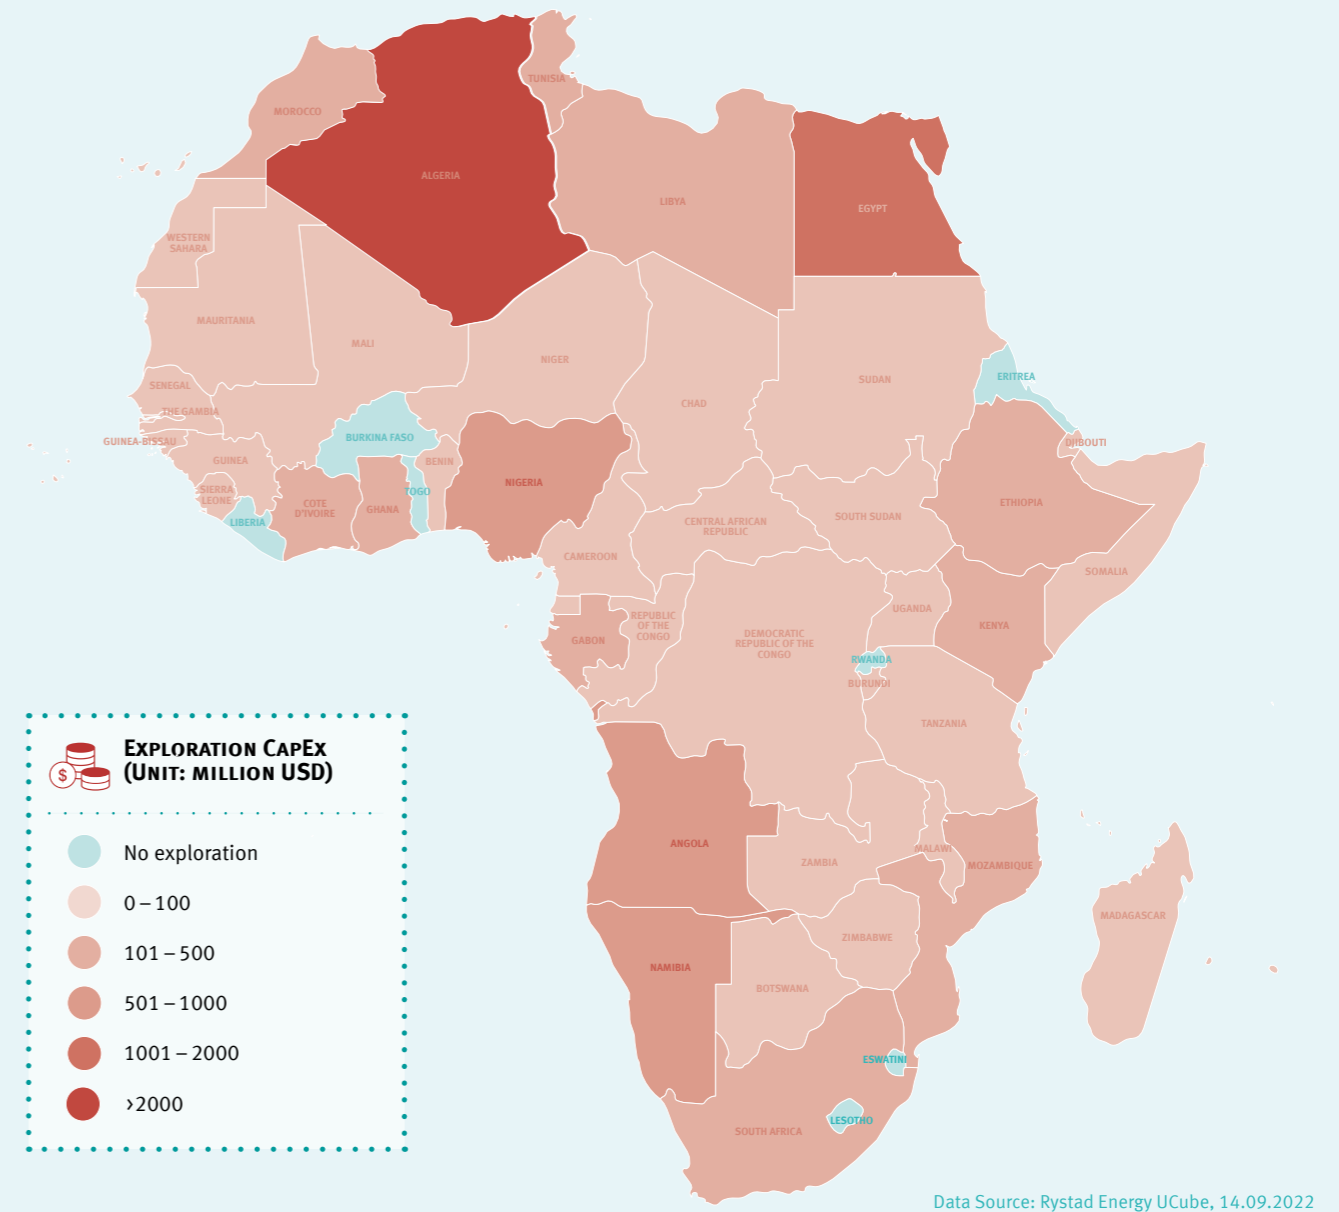 TUNISIA
MOROCCO
ALGERIA
LIBYA
EGYPT
WESTERN
SAHARA
MAURITANIA
MALI
NIGER
CHAD
SUDAN
ERITREA
SENEGAL
THE GAMBIA
GUINEA-BISSAU
GUINEA
SIERRA
LEONE
LIBERIA
BURKINA FASO
COTE
D'IVOIRE
GHANA
TOGO
BENIN
NIGERIA
DJIBOUTI
ETHIOPIA
SOUTH SUDAN
CENTRAL AFRICAN
REPUBLIC
CAMEROON
SOMALIA
UGANDA
KENYA
REPUBLIC
OF THE
CONGO
GABON
DEMOCRATIC
REPUBLIC OF THE
CONGO
RWANDA
BURUNDI
TANZANIA
ANGOLA
ZAMBIA
MALAWI
MOZAMBIQUE
MADAGASCAR
ZIMBABWE
NAMIBIA
BOTSWANA
ESWATINI
LESOTHO
SOUTH AFRICA
$
EXPLORATION CAPEX
(UNIT: MILLION USD)
No exploration
0 – 100
101 – 500
501 – 1000
1001 – 2000
>2000
Data Source: Rystad Energy UCube, 14.09.2022